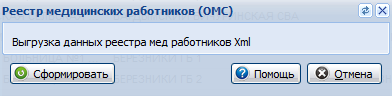 Реестр медицинских работников (ОМС)
Выгрузка данных реестра мед работников Xml
Сформировать Помощь Отмена